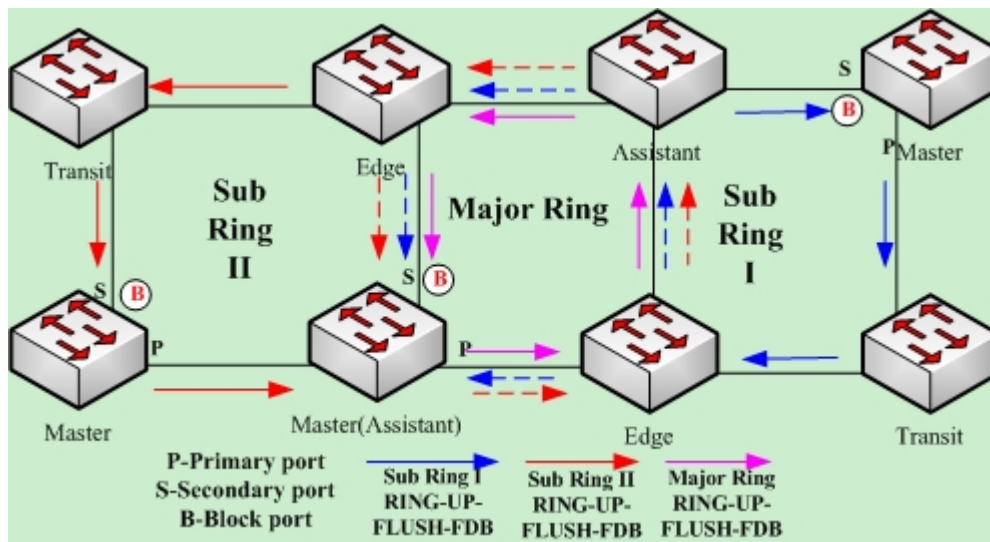 S
B
Transit
Edge
Assistant
P
Master
Sub
Ring
II
Major Ring
Sub
Ring
I
S
B
S
B
P
P
Master
Master(Assistant)
Edge
Transit
P-Primary port
S-Secondary port
B-Block port
Sub Ring I
RING-UP-
FLUSH-FDB
Sub Ring II
RING-UP-
FLUSH-FDB
Major Ring
RING-UP-
FLUSH-FDB